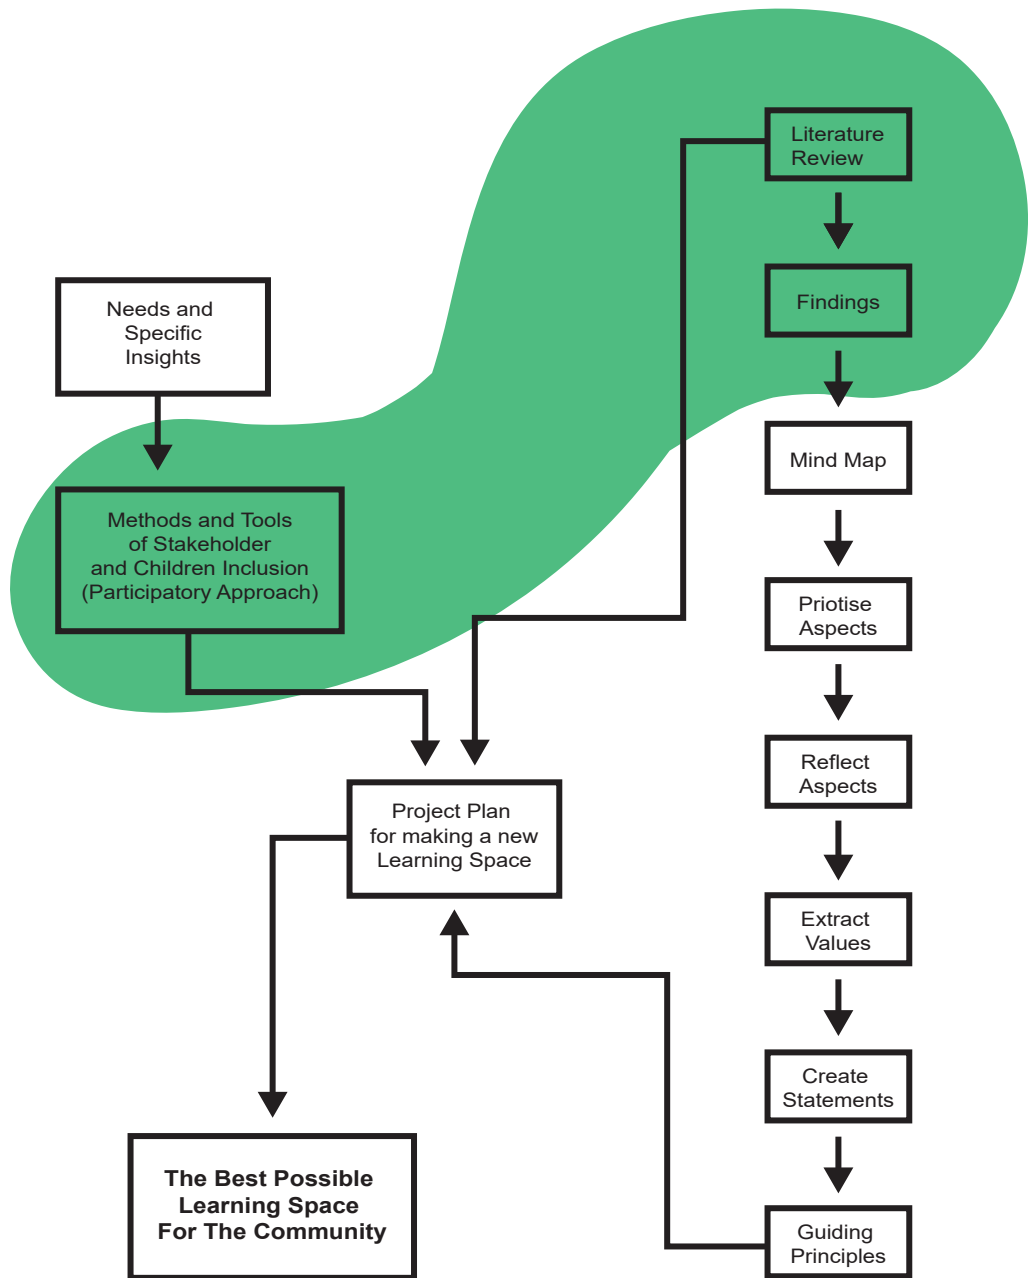 Literature
Review
Findings
Needs and
Specific
Insights
Mind Map
Methods and Tools
of Stakeholder
and Children Inclusion
(Participatory Approach)
Priotise
Aspects
Reflect
Aspects
Project Plan
for making a new
Learning Space
Extract
Values
Create
Statements
The Best Possible
Learning Space
For The Community
Guiding
Principles